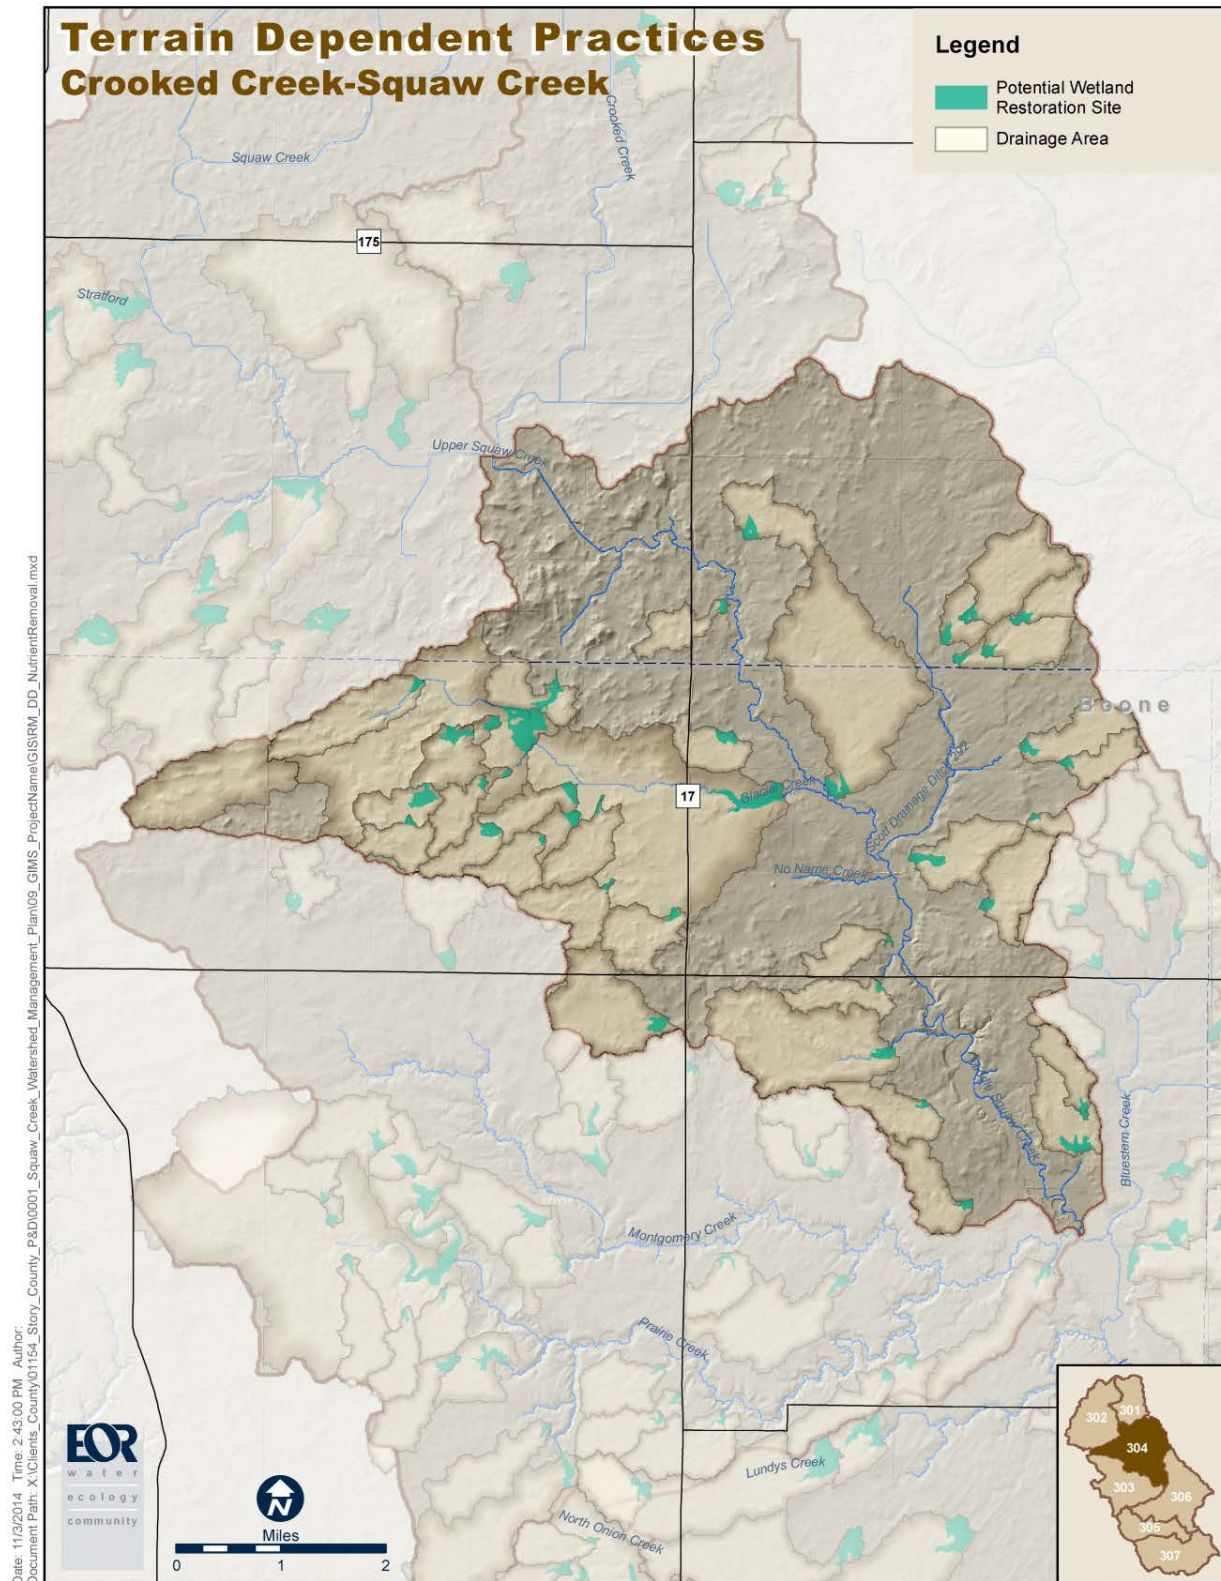 Terrain Dependent Practices
Crooked Creek-Squaw Creek
Legend
Potential Wetland
Restoration Site
Drainage Area
Squaw Creek
Crooked Creek
175
Stratford
Upper Squaw Creek
Boone
17
Glacial Creek
Scott Drainage Ditch 192
No Name Creek
Middle Squaw Creek
Bluestem Creek
Montgomery Creek
Prairie Creek
Lundys Creek
North Onion Creek
EOR
water
ecology
community
N
Miles
0 1 2
301
302
304
303
306
305
307
Date: 11/3/2014 Time: 2:43:00 PM Author:
Document Path: X:\Clients_County\01154_Story_County_P&D\0001_Squaw_Creek_Watershed_Management_Plan\09_GIMS_ProjectName\GIS\RM_DD_NutrientRemoval.mxd